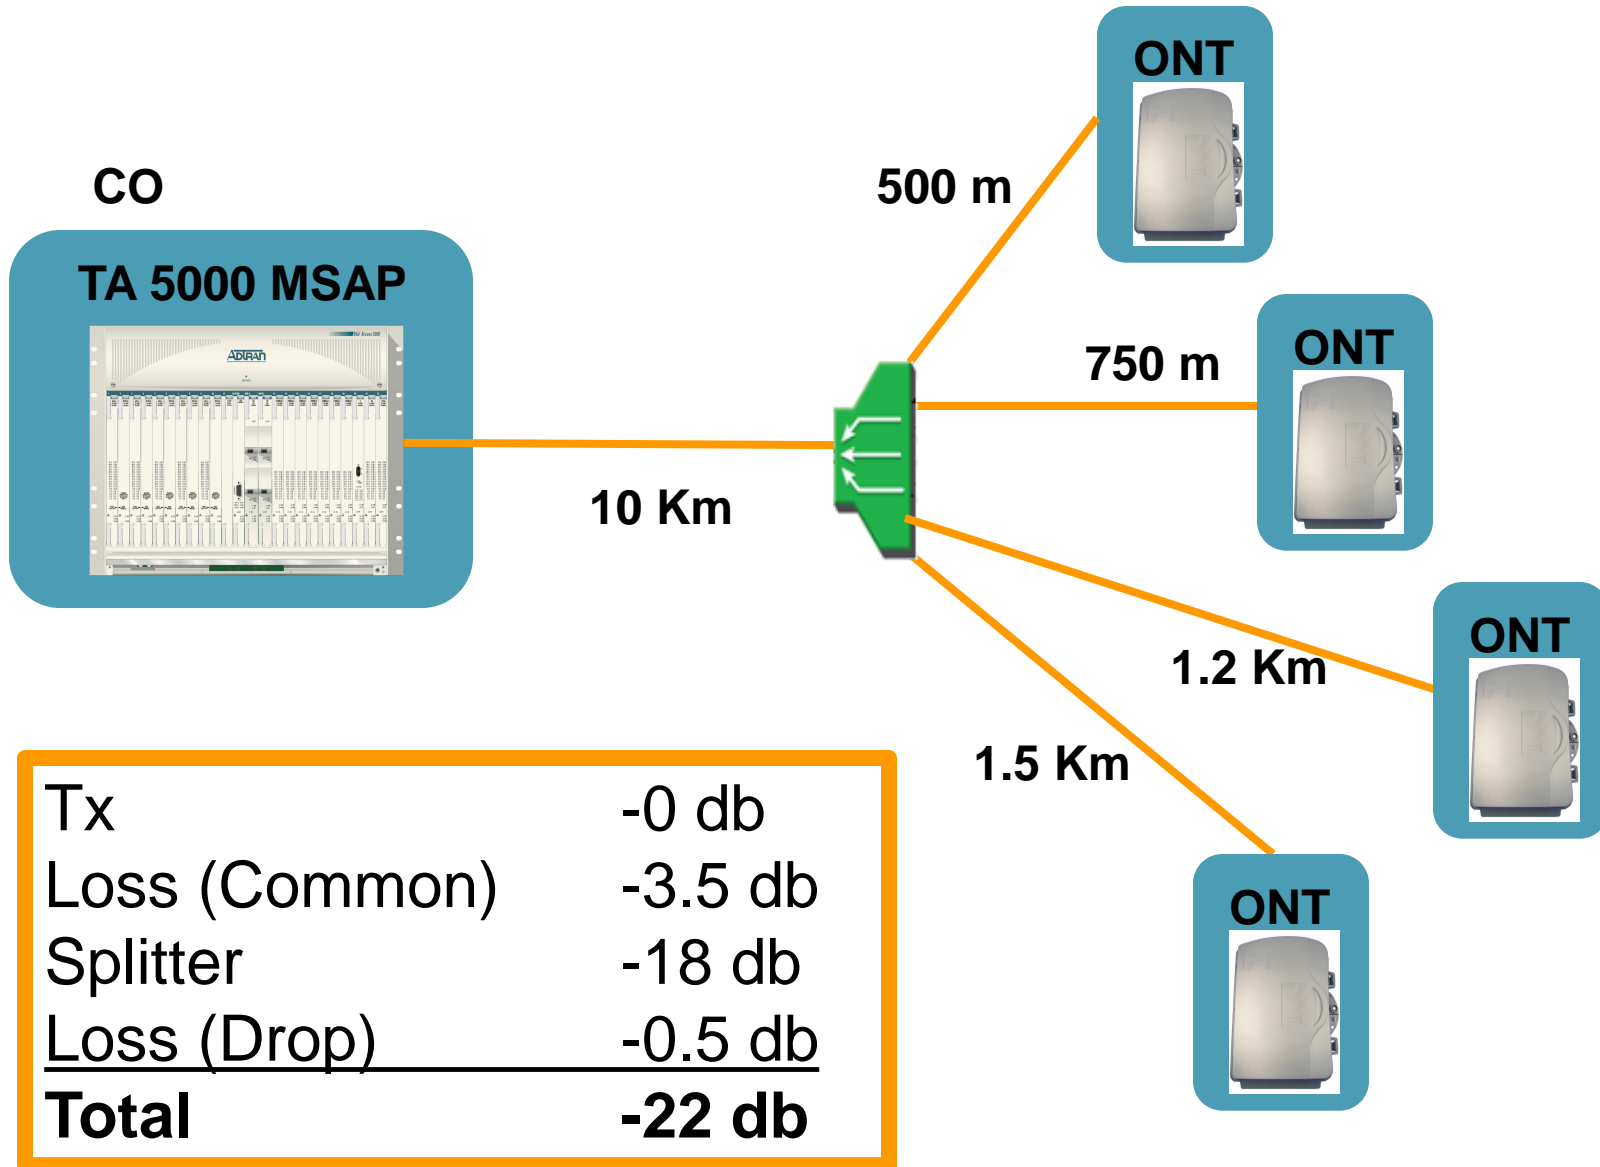 ONT
500 m
CO
TA 5000 MSAP
ADTRAN
750 m
ONT
10 Km
ONT
1.2 Km
1.5 Km
ONT
Tx -0 db
Loss (Common) -3.5 db
Splitter -18 db
Loss (Drop) -0.5 db
Total -22 db